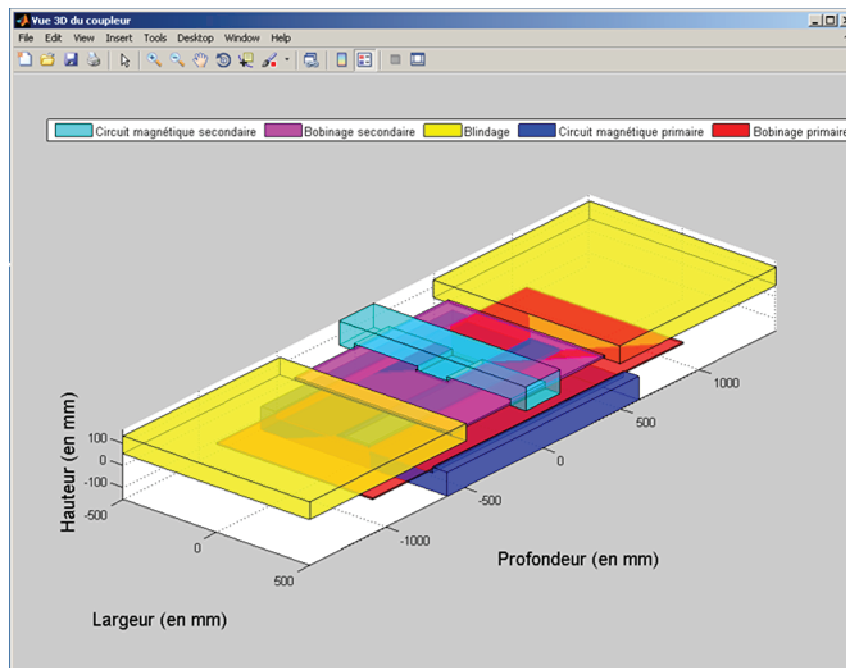 Vue 3D du coupleur
File Edit View Insert Tools Desktop Window Help
Circuit magnétique secondaire Bobinage secondaire Blindage Circuit magnétique primaire Bobinage primaire
1000
500
0
-500
-1000
100
0
-100
-500
0
500
Hauteur (en mm)
Profondeur (en mm)
Largeur (en mm)